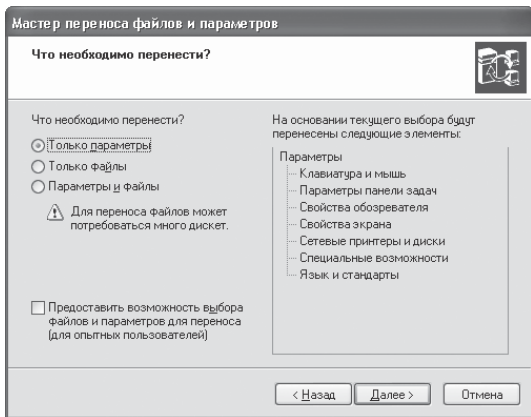 Мастер переноса файлов и параметров
Что необходимо перенести?
Что необходимо перенести?
Только параметры
Только файлы
Параметры и файлы
Для переноса файлов может
потребоваться много дискет.
Предоставить возможность выбора
файлов и параметров для переноса
(для опытных пользователей)
На основании текущего выбора будут
перенесены следующие элементы:
Параметры
Клавиатура и мышь
Параметры панели задач
Свойства обозревателя
Свойства экрана
Сетевые принтеры и диски
Специальные возможности
Язык и стандарты
< Назад
Далее >
Отмена